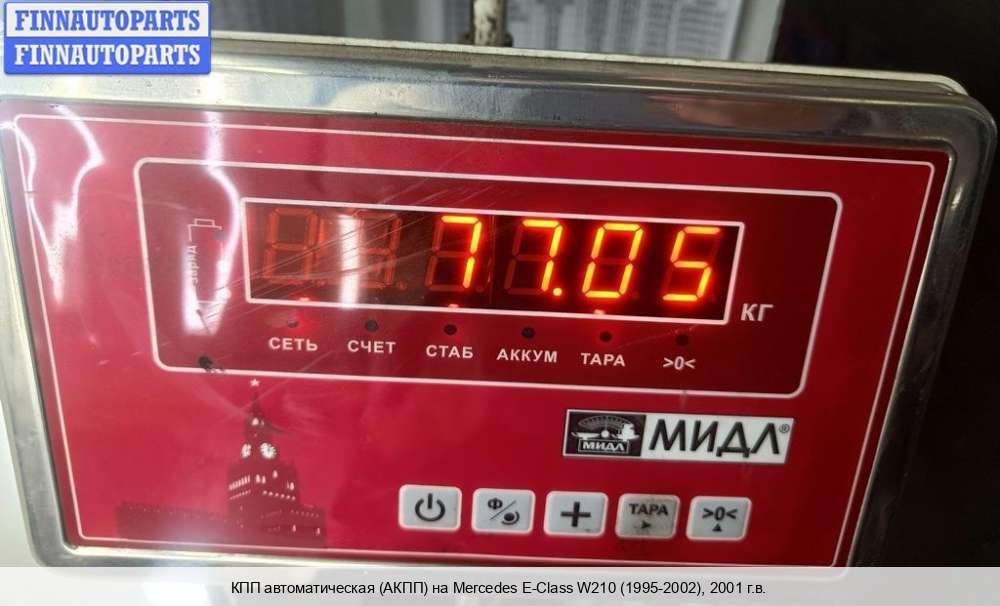 FINNAUTOPARTS
FINNAUTOPARTS
заряд
77.05
КГ
СЕТЬ СЧЕТ СТАБ АККУМ ТАРА >0<
МИДЛ МИДЛ®
Ф ТАРА >0<
КПП автоматическая (АКПП) на Mercedes E-Class W210 (1995-2002), 2001 г.в.